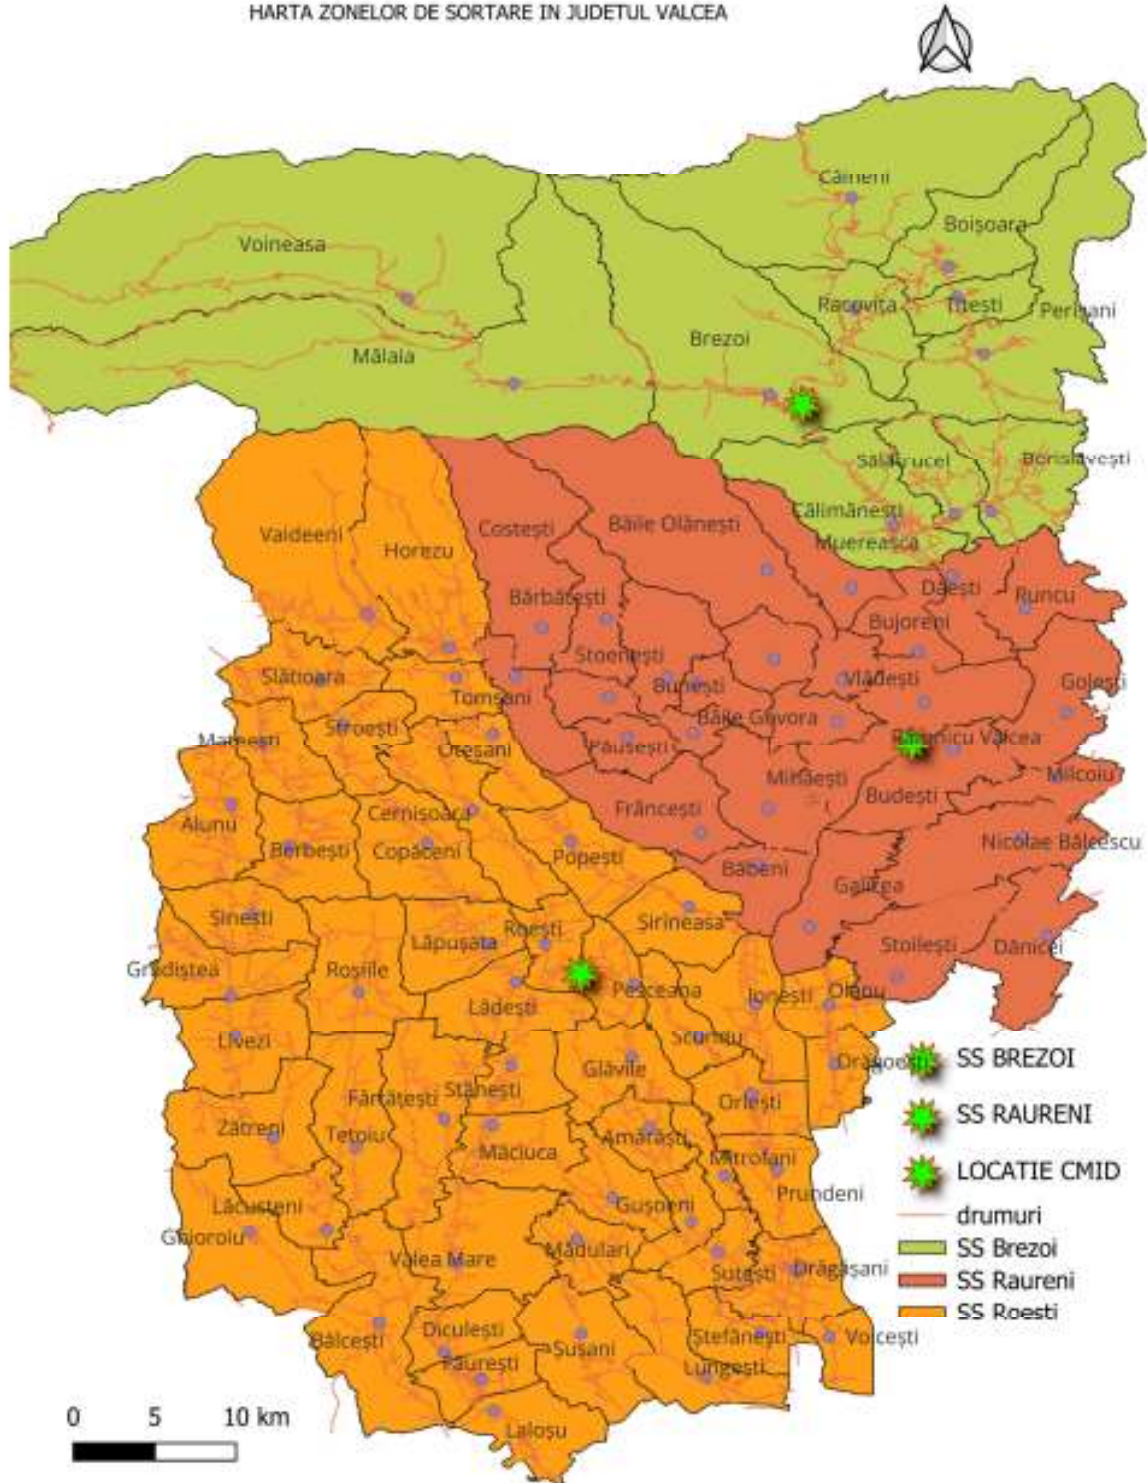 HARTA ZONELOR DE SORTARE IN JUDETUL VALCEA
Câineni
Boișoara
Voineasa
Racovița
Titești
Perișani
Brezoi
Mălaia
Sălătrucel
Berislăvești
Călimănești
Muereasca
Vaideeni
Horezu
Costești
Băile Olănești
Dăești
Runcu
Bărbătești
Bujoreni
Stoenești
Slătioara
Tomșani
Bunești
Vlădești
Golești
Stroești
Băile Govora
Mateești
Oteșani
Păușești
Râmnicu Vâlcea
Mihăești
Milcoiu
Budești
Frâncești
Alunu
Cernișoara
Berbești
Copăceni
Popești
Nicolae Bălcescu
Băbeni
Galicea
Sinești
Sirineasa
Roești
Lăpușata
Stoilești
Dănicei
Grădiștea
Roșiile
Pesceana
Ionești
Olanu
Lădești
Livezi
Scundu
Glăvile
Drăgoești
SS BREZOI
Fârtățești
Stănești
Orlești
Zătreni
Tetoiu
Amărăști
SS RAURENI
Măciuca
Mitrofani
Prundeni
LOCATIE CMID
Lăcusteni
Gușoeni
drumuri
Ghioroiu
Valea Mare
Mădulari
SS Brezoi
Sutești
Drăgășani
SS Raureni
SS Roesti
Bălcești
Diculești
Ștefănești
Voicești
Făurești
Sușani
Lungești
0 5 10 km
Laloșu